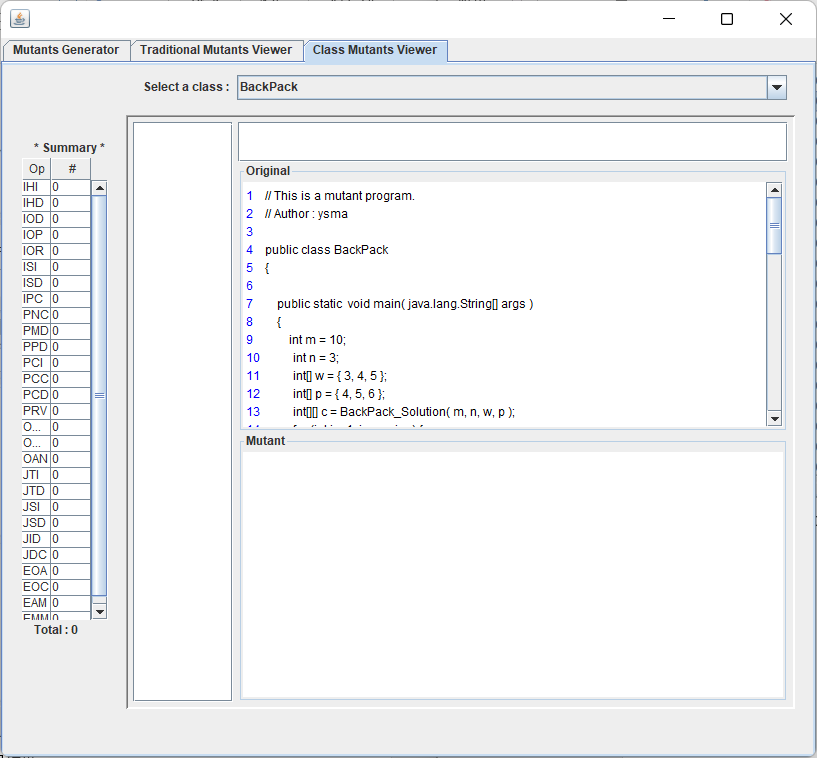 Mutants Generator Traditional Mutants Viewer Class Mutants Viewer
Select a class : BackPack
* Summary *
Op #
IHI 0
IHD 0
IOD 0
IOP 0
IOR 0
ISI 0
ISD 0
IPC 0
PNC 0
PMD 0
PPD 0
PCI 0
PCC 0
PCD 0
PRV 0
O... 0
O... 0
OAN 0
JTI 0
JTD 0
JSI 0
JSD 0
JID 0
JDC 0
EOA 0
EOC 0
EAM 0
EMM 0
Total : 0
Original
1 // This is a mutant program.
2 // Author : ysma
3
4 public class BackPack
5 {
6
7 public static void main( java.lang.String[] args )
8 {
9 int m = 10;
10 int n = 3;
11 int[] w = { 3, 4, 5 };
12 int[] p = { 4, 5, 6 };
13 int[][] c = BackPack_Solution( m, n, w, p );
Mutant